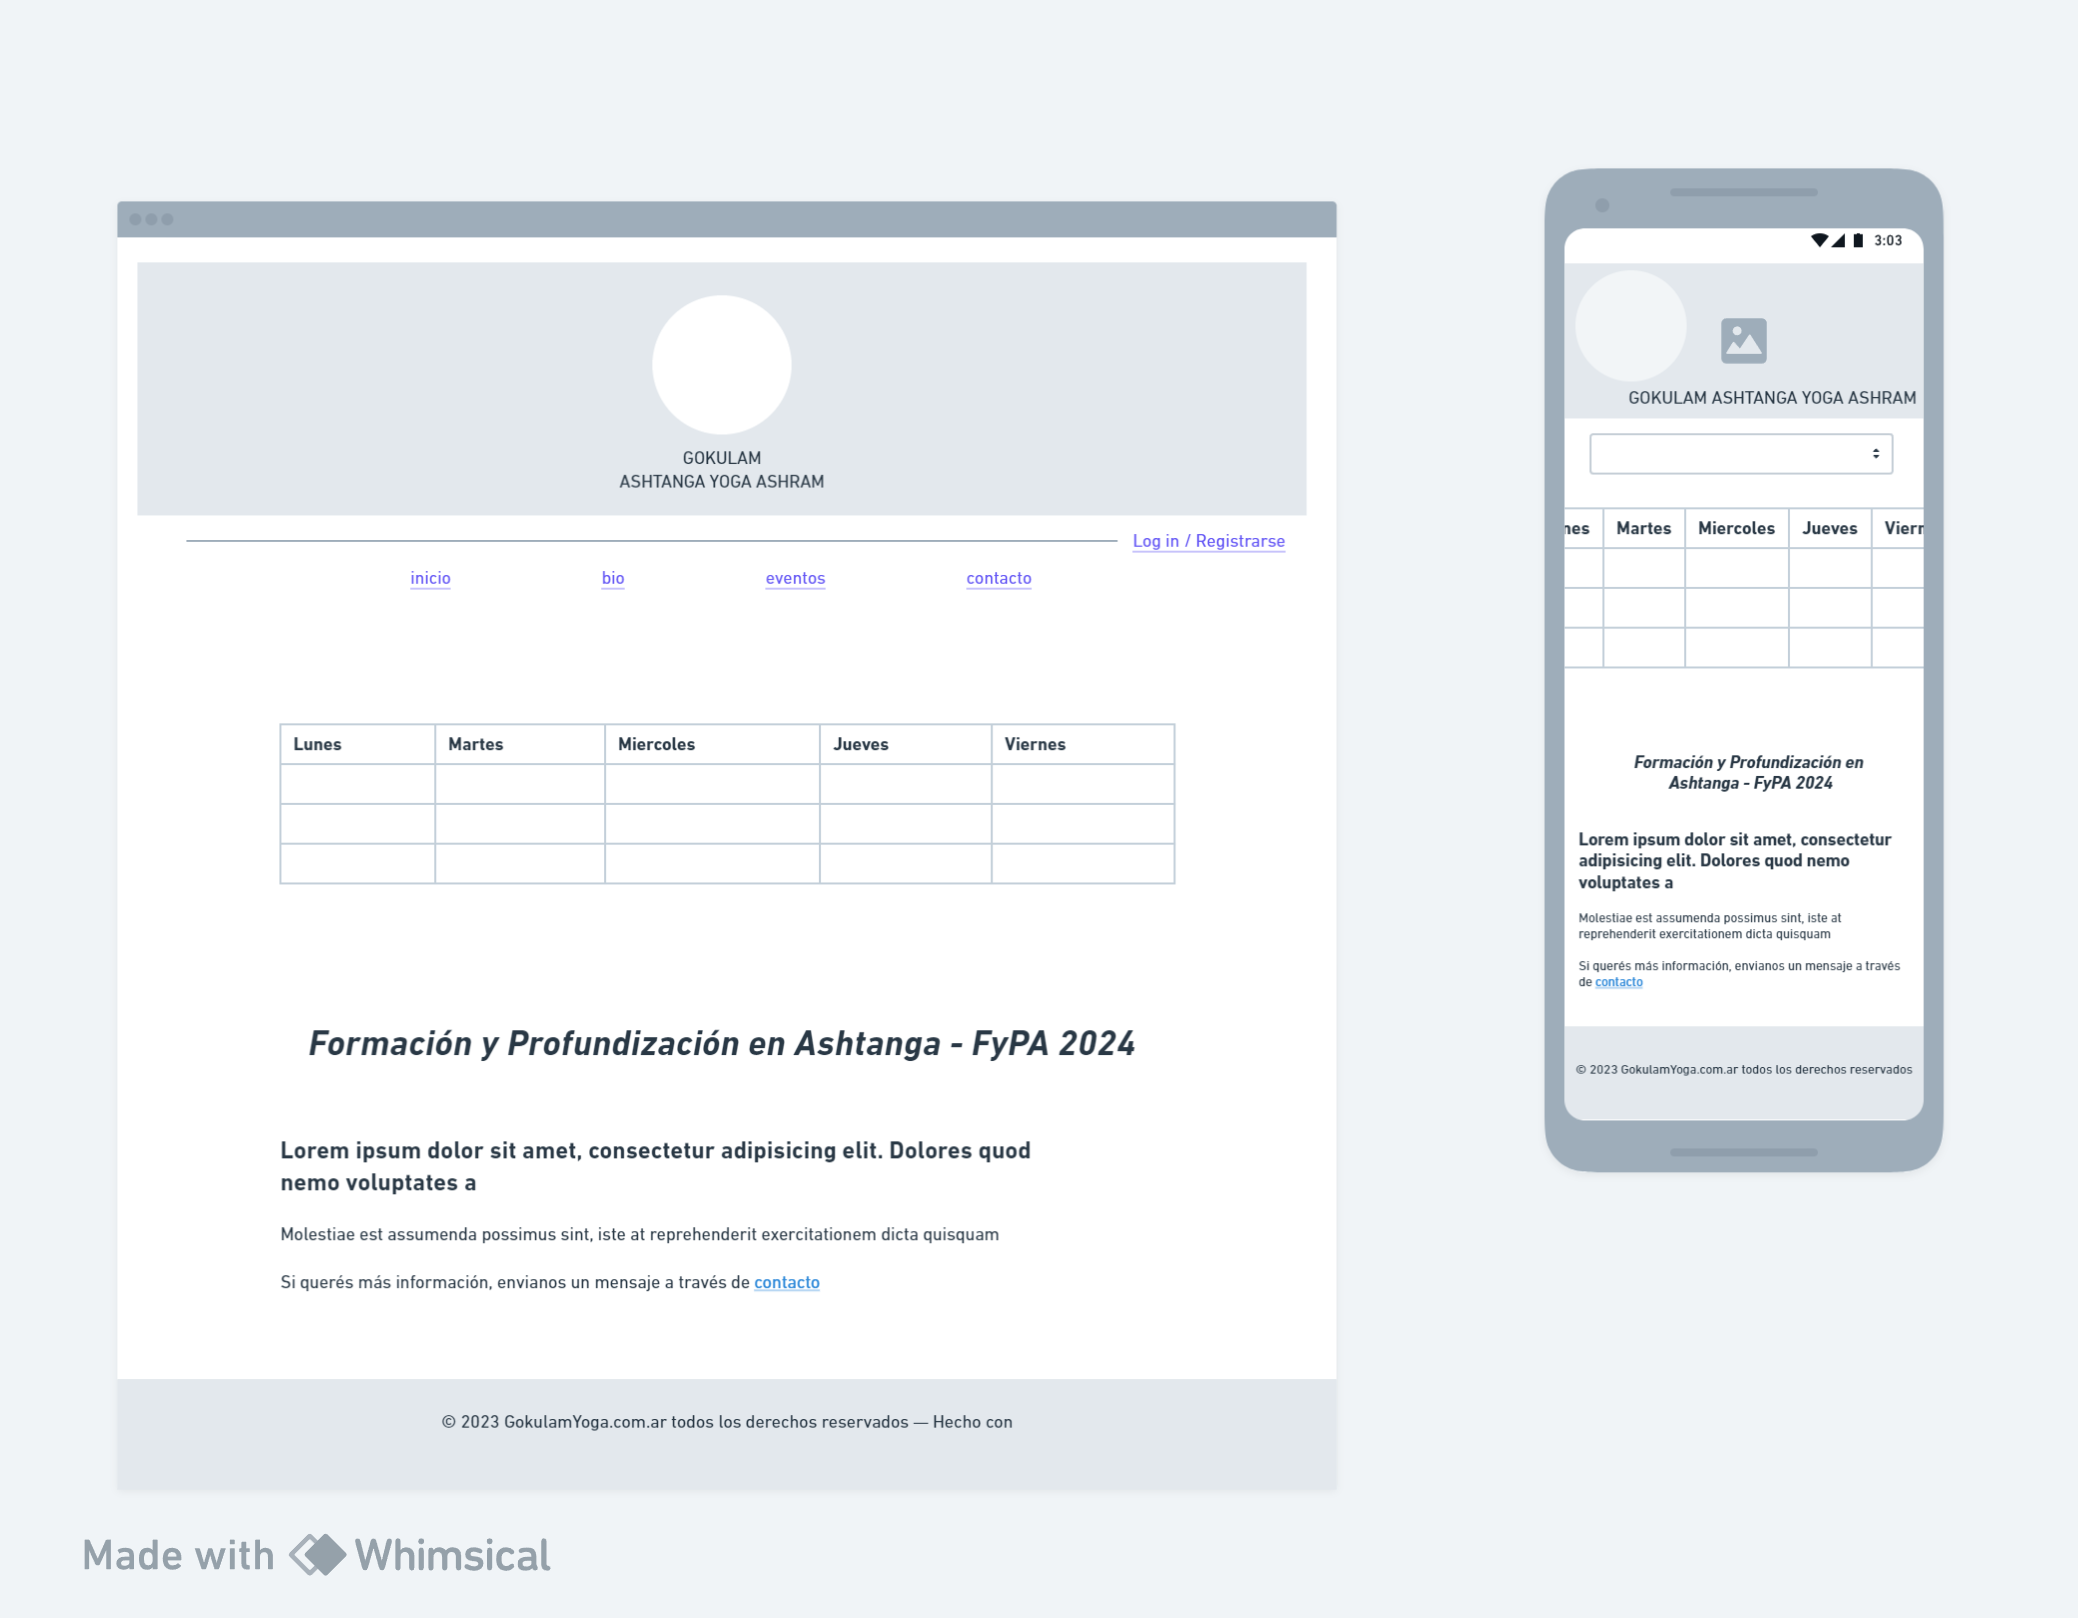 GOKULAM
ASHTANGA YOGA ASHRAM
Log in / Registrarse
inicio bio eventos contacto
Lunes Martes Miercoles Jueves Viernes
Formación y Profundización en Ashtanga - FyPA 2024
Lorem ipsum dolor sit amet, consectetur adipisicing elit. Dolores quod
nemo voluptates a
Molestiae est assumenda possimus sint, iste at reprehenderit exercitationem dicta quisquam
Si querés más información, envianos un mensaje a través de contacto
© 2023 GokulamYoga.com.ar todos los derechos reservados — Hecho con
3:03
GOKULAM ASHTANGA YOGA ASHRAM
nes Martes Miercoles Jueves Viern
Formación y Profundización en
Ashtanga - FyPA 2024
Lorem ipsum dolor sit amet, consectetur
adipisicing elit. Dolores quod nemo
voluptates a
Molestiae est assumenda possimus sint, iste at
reprehenderit exercitationem dicta quisquam
Si querés más información, envianos un mensaje a través
de contacto
© 2023 GokulamYoga.com.ar todos los derechos reservados
Made with Whimsical